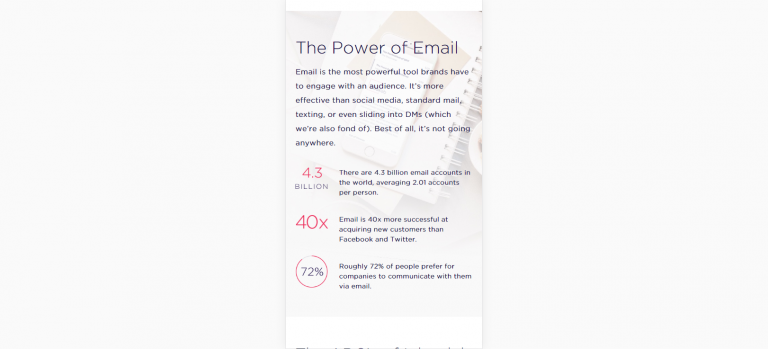 The Power of Email
Email is the most powerful tool brands have
to engage with an audience. It's more
effective than social media, standard mail,
texting, or even sliding into DMs (which
we're also fond of). Best of all, it's not going
anywhere.
4.3
BILLION
There are 4.3 billion email accounts in
the world, averaging 2.01 accounts
per person.
40x
Email is 40x more successful at
acquiring new customers than
Facebook and Twitter.
72%
Roughly 72% of people prefer for
companies to communicate with them
via email.